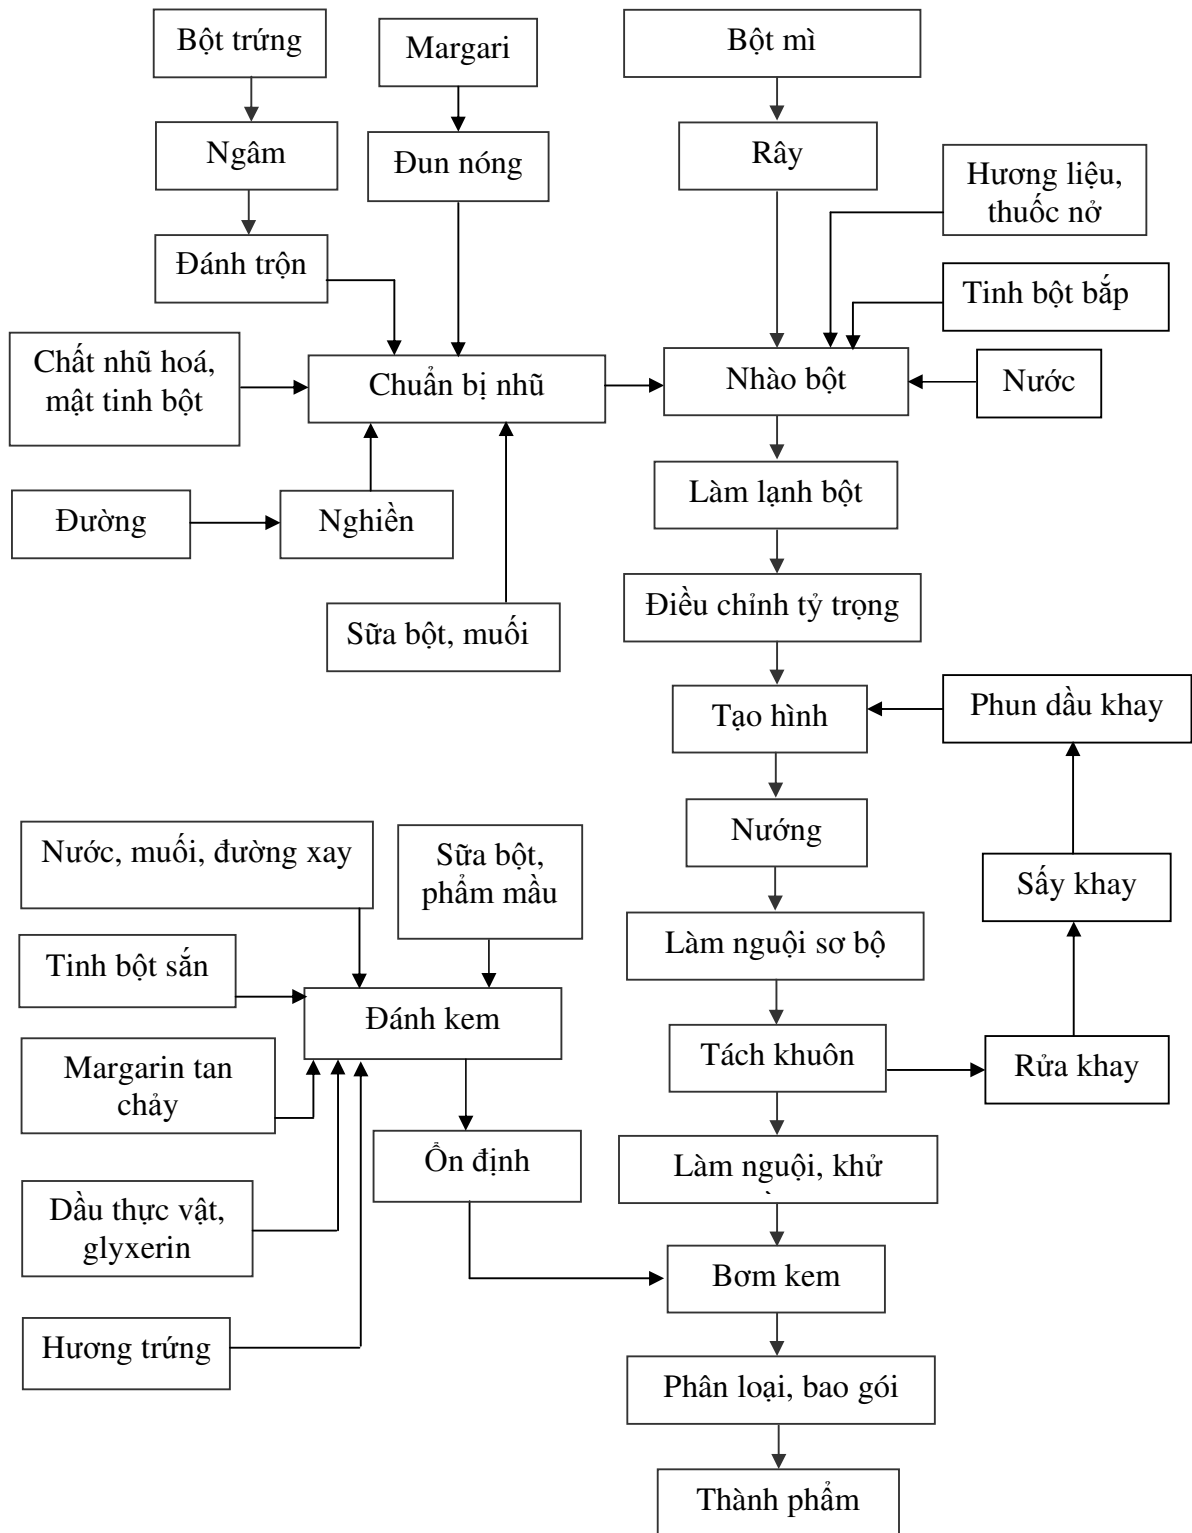 Bột trứng
Margari
Bột mì
Ngâm
Đun nóng
Rây
Hương liệu,
thuốc nở
Đánh trộn
Tinh bột bắp
Chất nhũ hoá,
mật tinh bột
Chuẩn bị nhũ
Nhào bột
Nước
Làm lạnh bột
Đường
Nghiền
Điều chỉnh tỷ trọng
Sữa bột, muối
Tạo hình
Phun dầu khay
Nướng
Nước, muối, đường xay
Sữa bột,
phẩm mầu
Sấy khay
Làm nguội sơ bộ
Tinh bột sắn
Đánh kem
Tách khuôn
Rửa khay
Margarin tan
chảy
Ổn định
Làm nguội, khử
Dầu thực vật,
glyxerin
Bơm kem
Hương trứng
Phân loại, bao gói
Thành phẩm